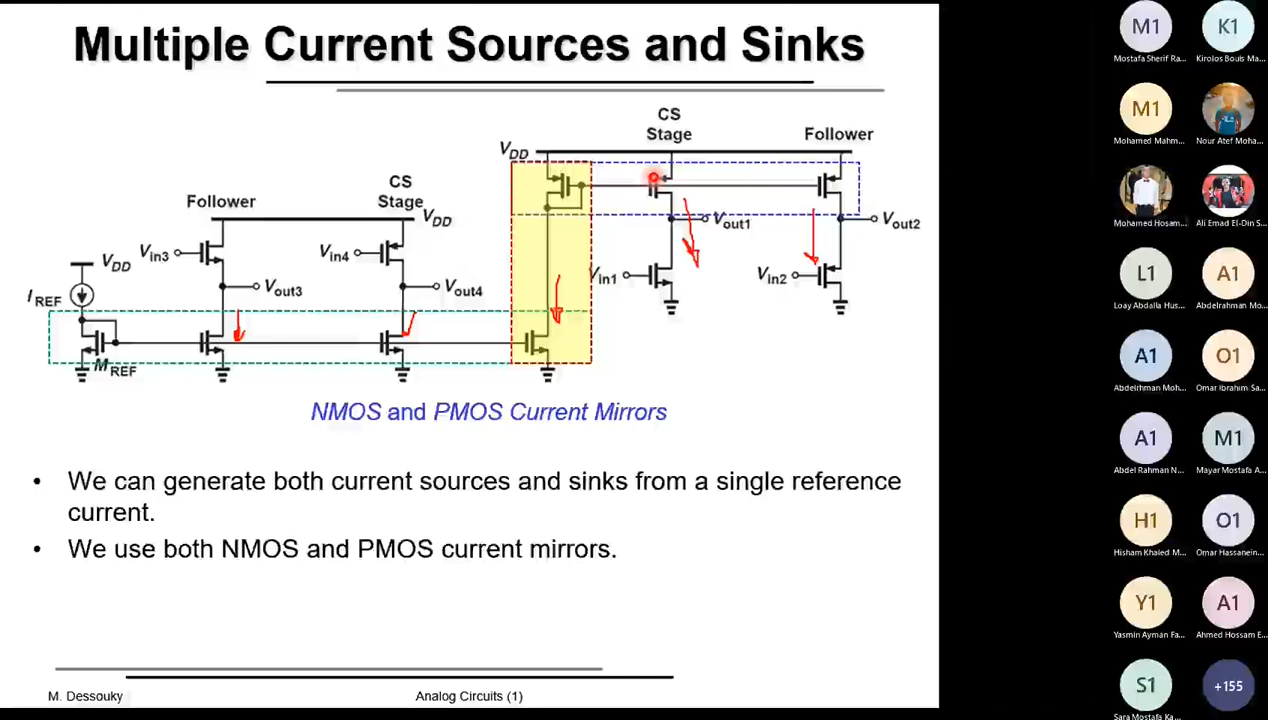 Multiple Current Sources and Sinks
CS
Stage
Follower
VDD
CS
Stage
Follower
VDD
Vin3
Vin4
VDD
Vout1
Vout2
Vin1
Vin2
IREF
Vout3
Vout4
MREF
NMOS and PMOS Current Mirrors
• We can generate both current sources and sinks from a single reference
current.
• We use both NMOS and PMOS current mirrors.
M. Dessouky
Analog Circuits (1)
M1
K1
Mostafa Sherif Ra...
Kirolos Bouis Ma...
M1
Mohamed Mahm...
Nour Atef Moha...
Mohamed Hosam...
Ali Emad El-Din S...
L1
A1
Loay Abdalla Hus...
Abdelrahman Mo...
A1
O1
Abdelrhman Moh...
Omar Ibrahim Sa...
A1
M1
Abdel Rahman N...
Mayar Mostafa A...
H1
O1
Hisham Khaled M...
Omar Hassanein...
Y1
A1
Yasmin Ayman Fa...
Ahmed Hossam E...
S1
+155
Sara Mostafa Ka...